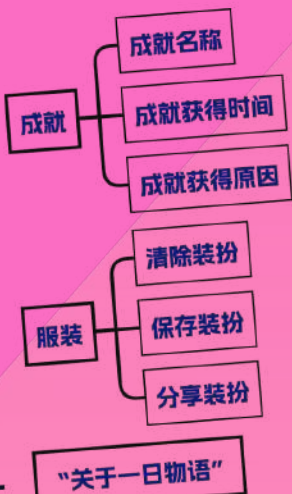 成就名称
成就
成就获得时间
成就获得原因
清除装扮
服装
保存装扮
分享装扮
“关于一日物语”